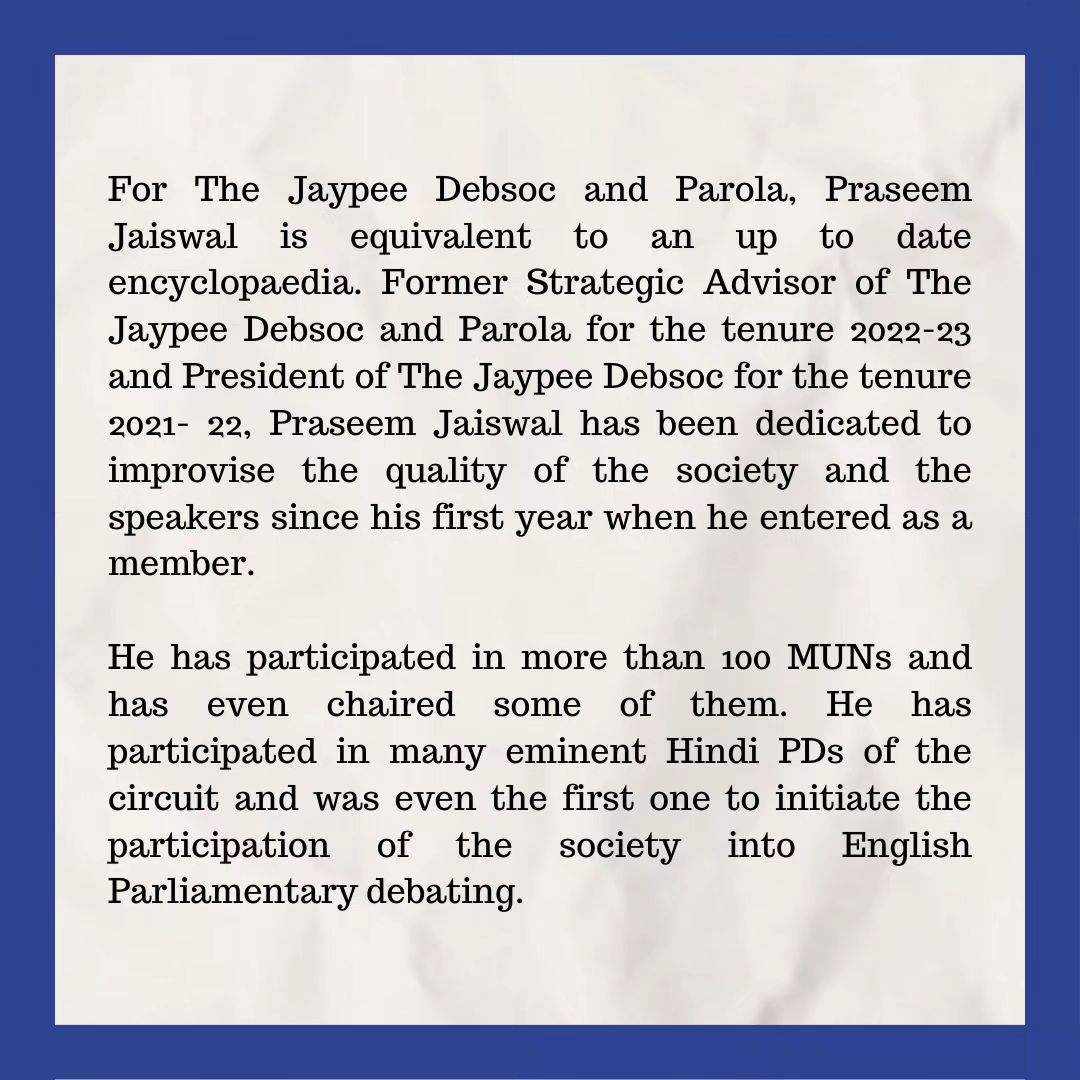 For The Jaypee Debsoc and Parola, Praseem
Jaiswal is equivalent to an up to date
encyclopaedia. Former Strategic Advisor of The
Jaypee Debsoc and Parola for the tenure 2022-23
and President of The Jaypee Debsoc for the tenure
2021- 22, Praseem Jaiswal has been dedicated to
improvise the quality of the society and the
speakers since his first year when he entered as a
member.
He has participated in more than 100 MUNs and
has even chaired some of them. He has
participated in many eminent Hindi PDs of the
circuit and was even the first one to initiate the
participation of the society into English
Parliamentary debating.